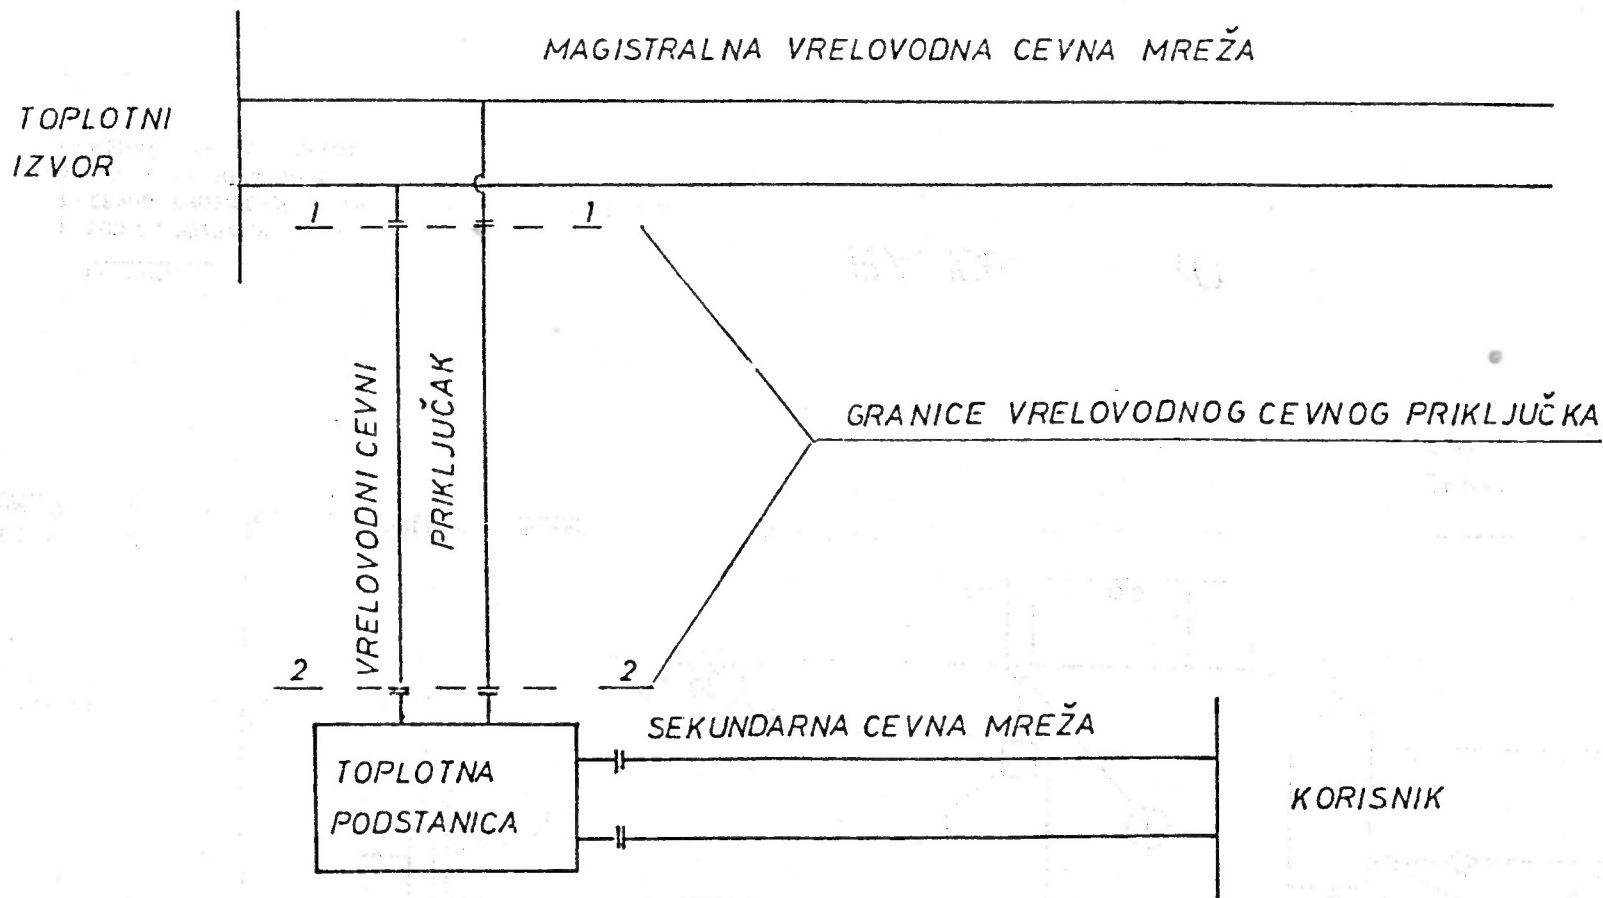 MAGISTRALNA VRELOVODNA CEVNA MREŽA
TOPLOTNI
IZVOR
1 1
VRELOVODNI CEVNI
PRIKLJUČAK
GRANICE VRELOVODNOG CEVNOG PRIKLJUČKA
2 2
SEKUNDARNA CEVNA MREŽA
TOPLOTNA
PODSTANICA
KORISNIK